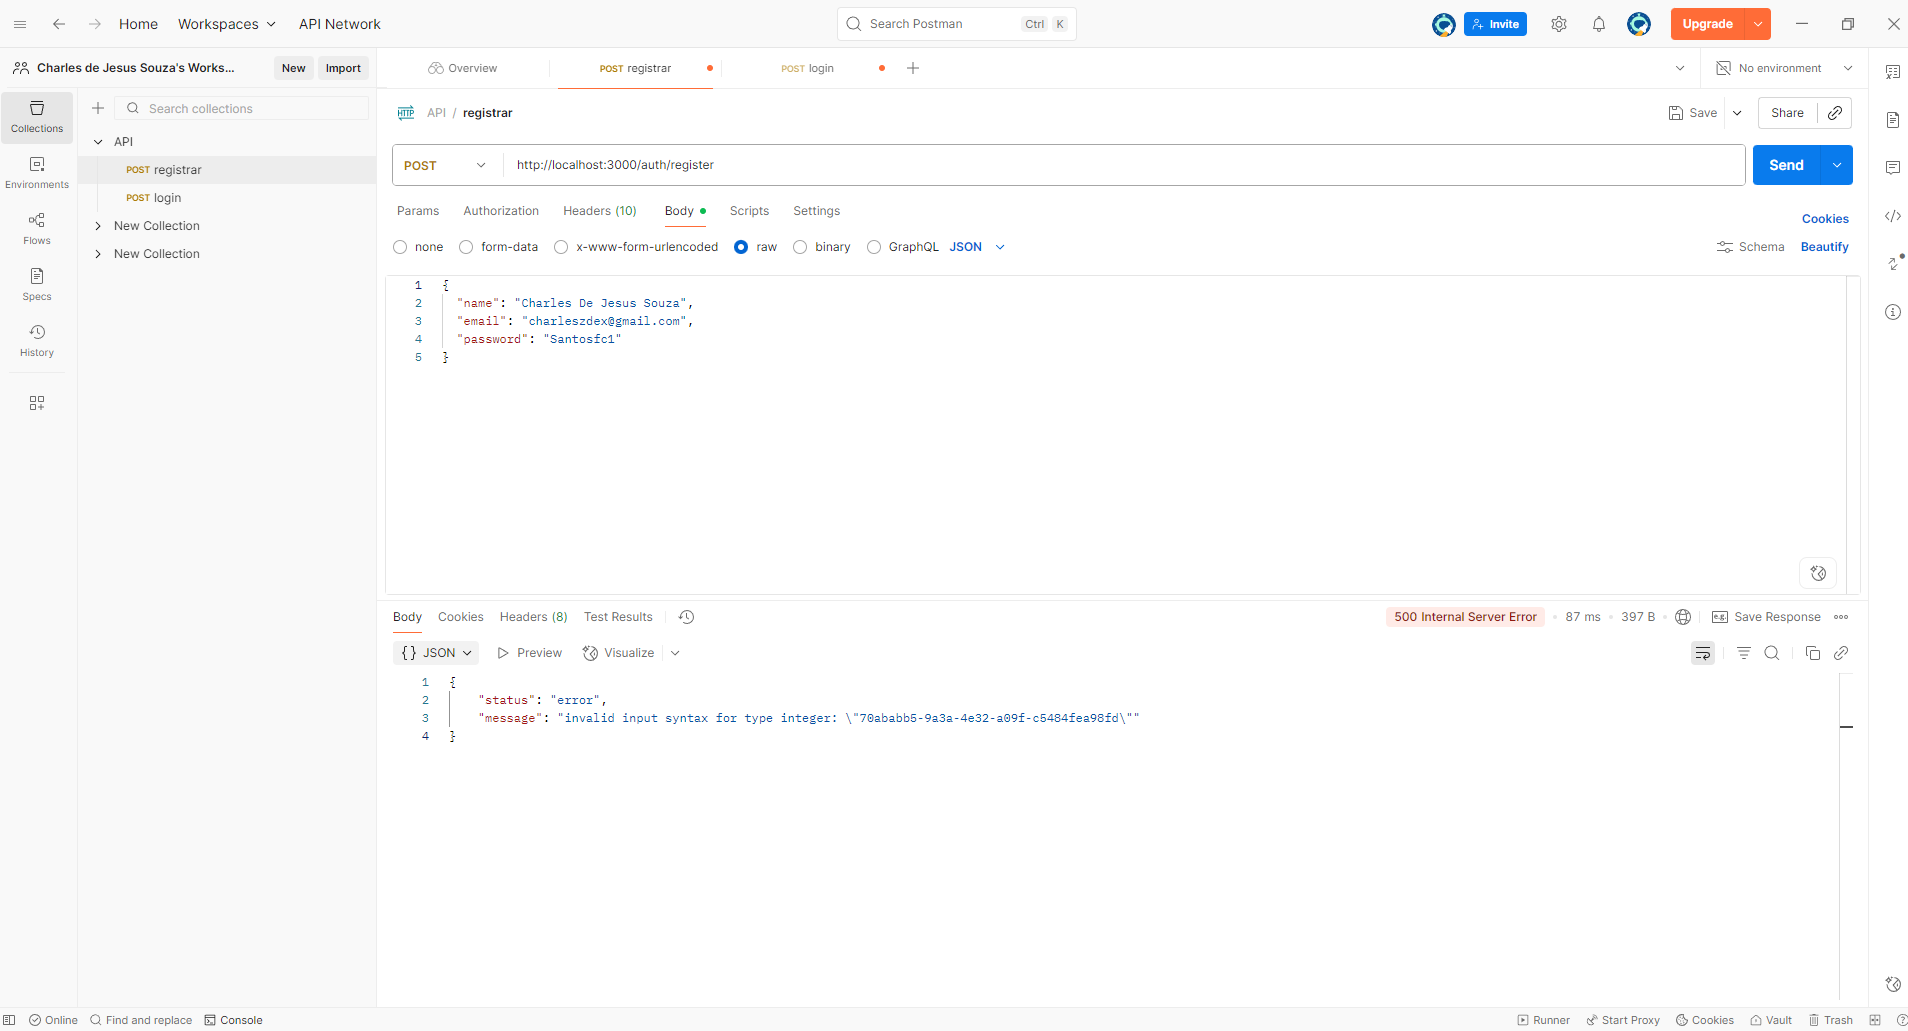 Home
Workspaces
API Network
Search Postman
Ctrl K
Invite
Upgrade
Charles de Jesus Souza's Works...
New
Import
Overview
POST registrar
POST login
No environment
Collections
Environments
Flows
Specs
History
Search collections
API
POST registrar
POST login
New Collection
New Collection
HTTP
API / registrar
Save
Share
POST
http://localhost:3000/auth/register
Send
Params
Authorization
Headers (10)
Body
Scripts
Settings
Cookies
none
form-data
x-www-form-urlencoded
raw
binary
GraphQL
JSON
Schema
Beautify
1 {
2 "name": "Charles De Jesus Souza",
3 "email": "charleszdex@gmail.com",
4 "password": "Santosfc1"
5 }
Body
Cookies
Headers (8)
Test Results
500 Internal Server Error
87 ms
397 B
e.g.
Save Response
{} JSON
Preview
Visualize
1 {
2 "status": "error",
3 "message": "invalid input syntax for type integer: \"70ababb5-9a3a-4e32-a09f-c5484fea98fd\""
4 }
Online
Find and replace
Console
Runner
Start Proxy
Cookies
Vault
Trash